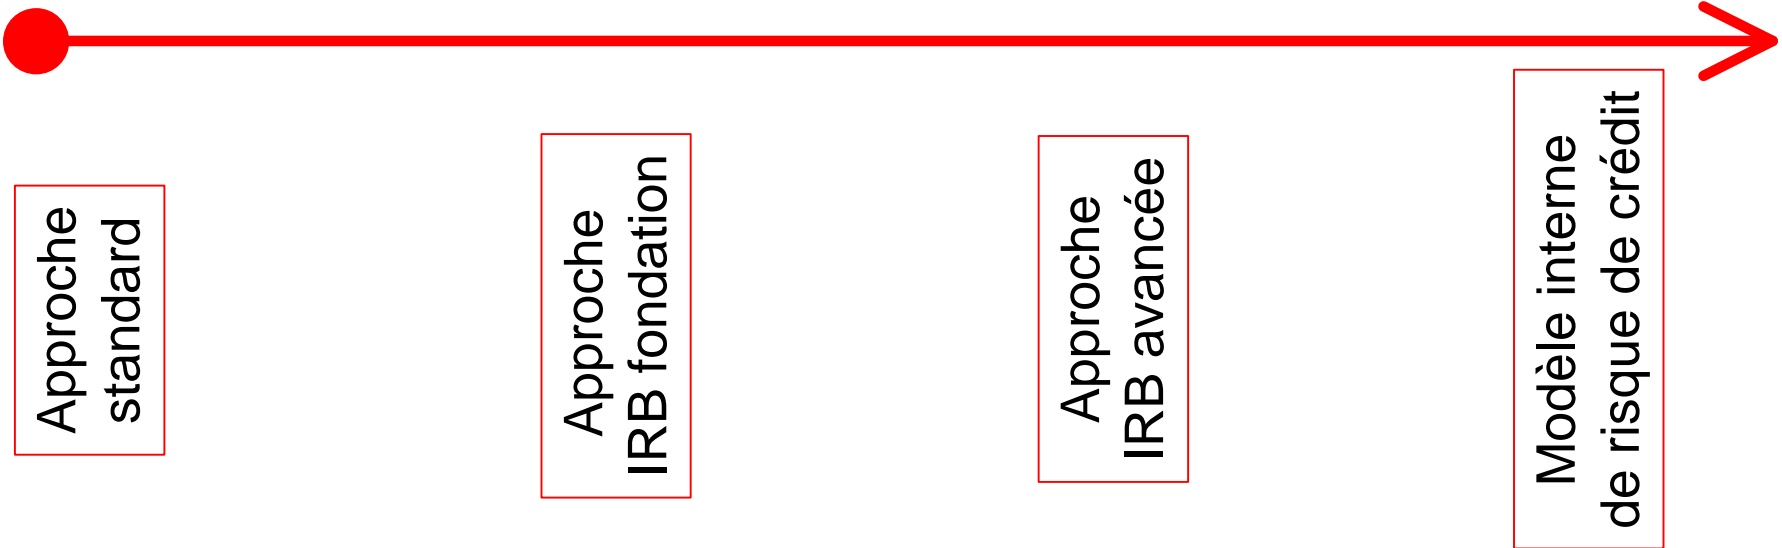 Approche
standard
Approche
IRB fondation
Approche
IRB avancée
Modèle interne
de risque de crédit